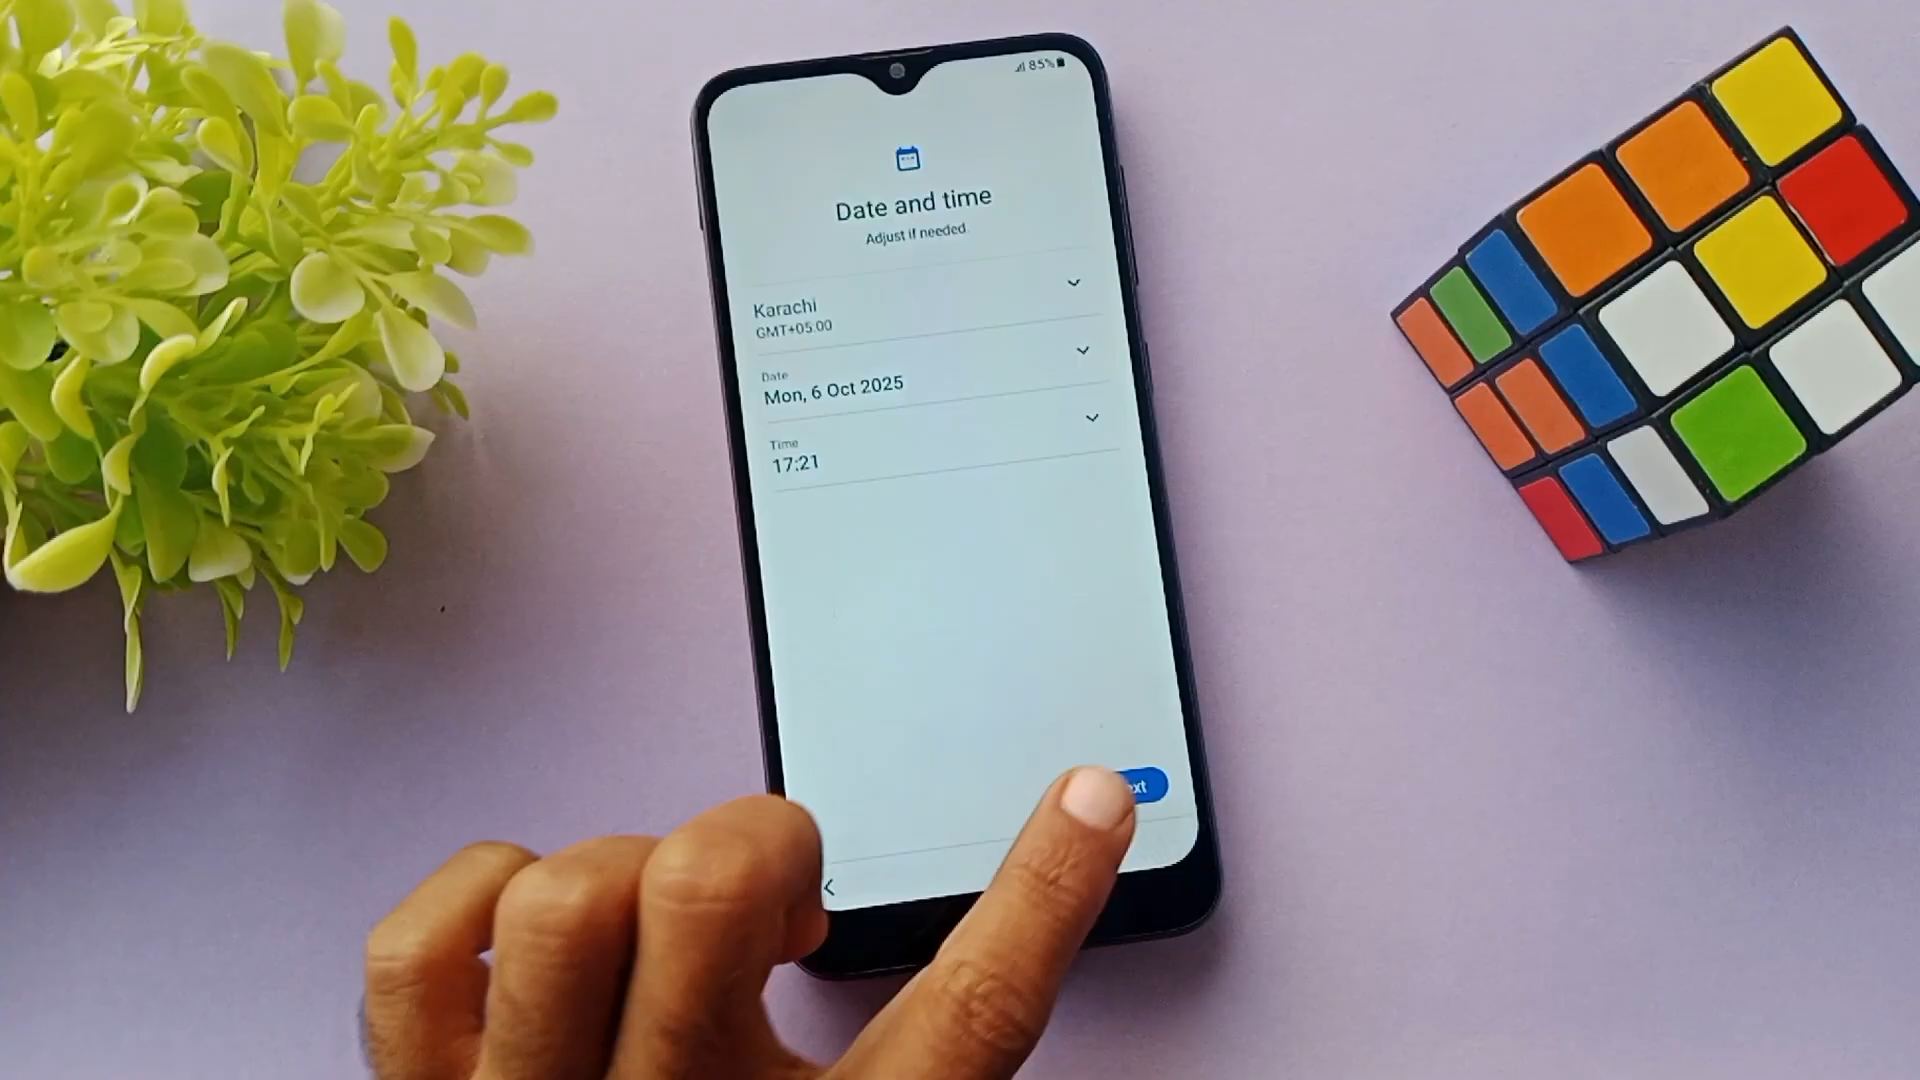 85%
Date and time
Adjust if needed.
Karachi
GMT+05:00
Date
Mon, 6 Oct 2025
Time
17:21
ext